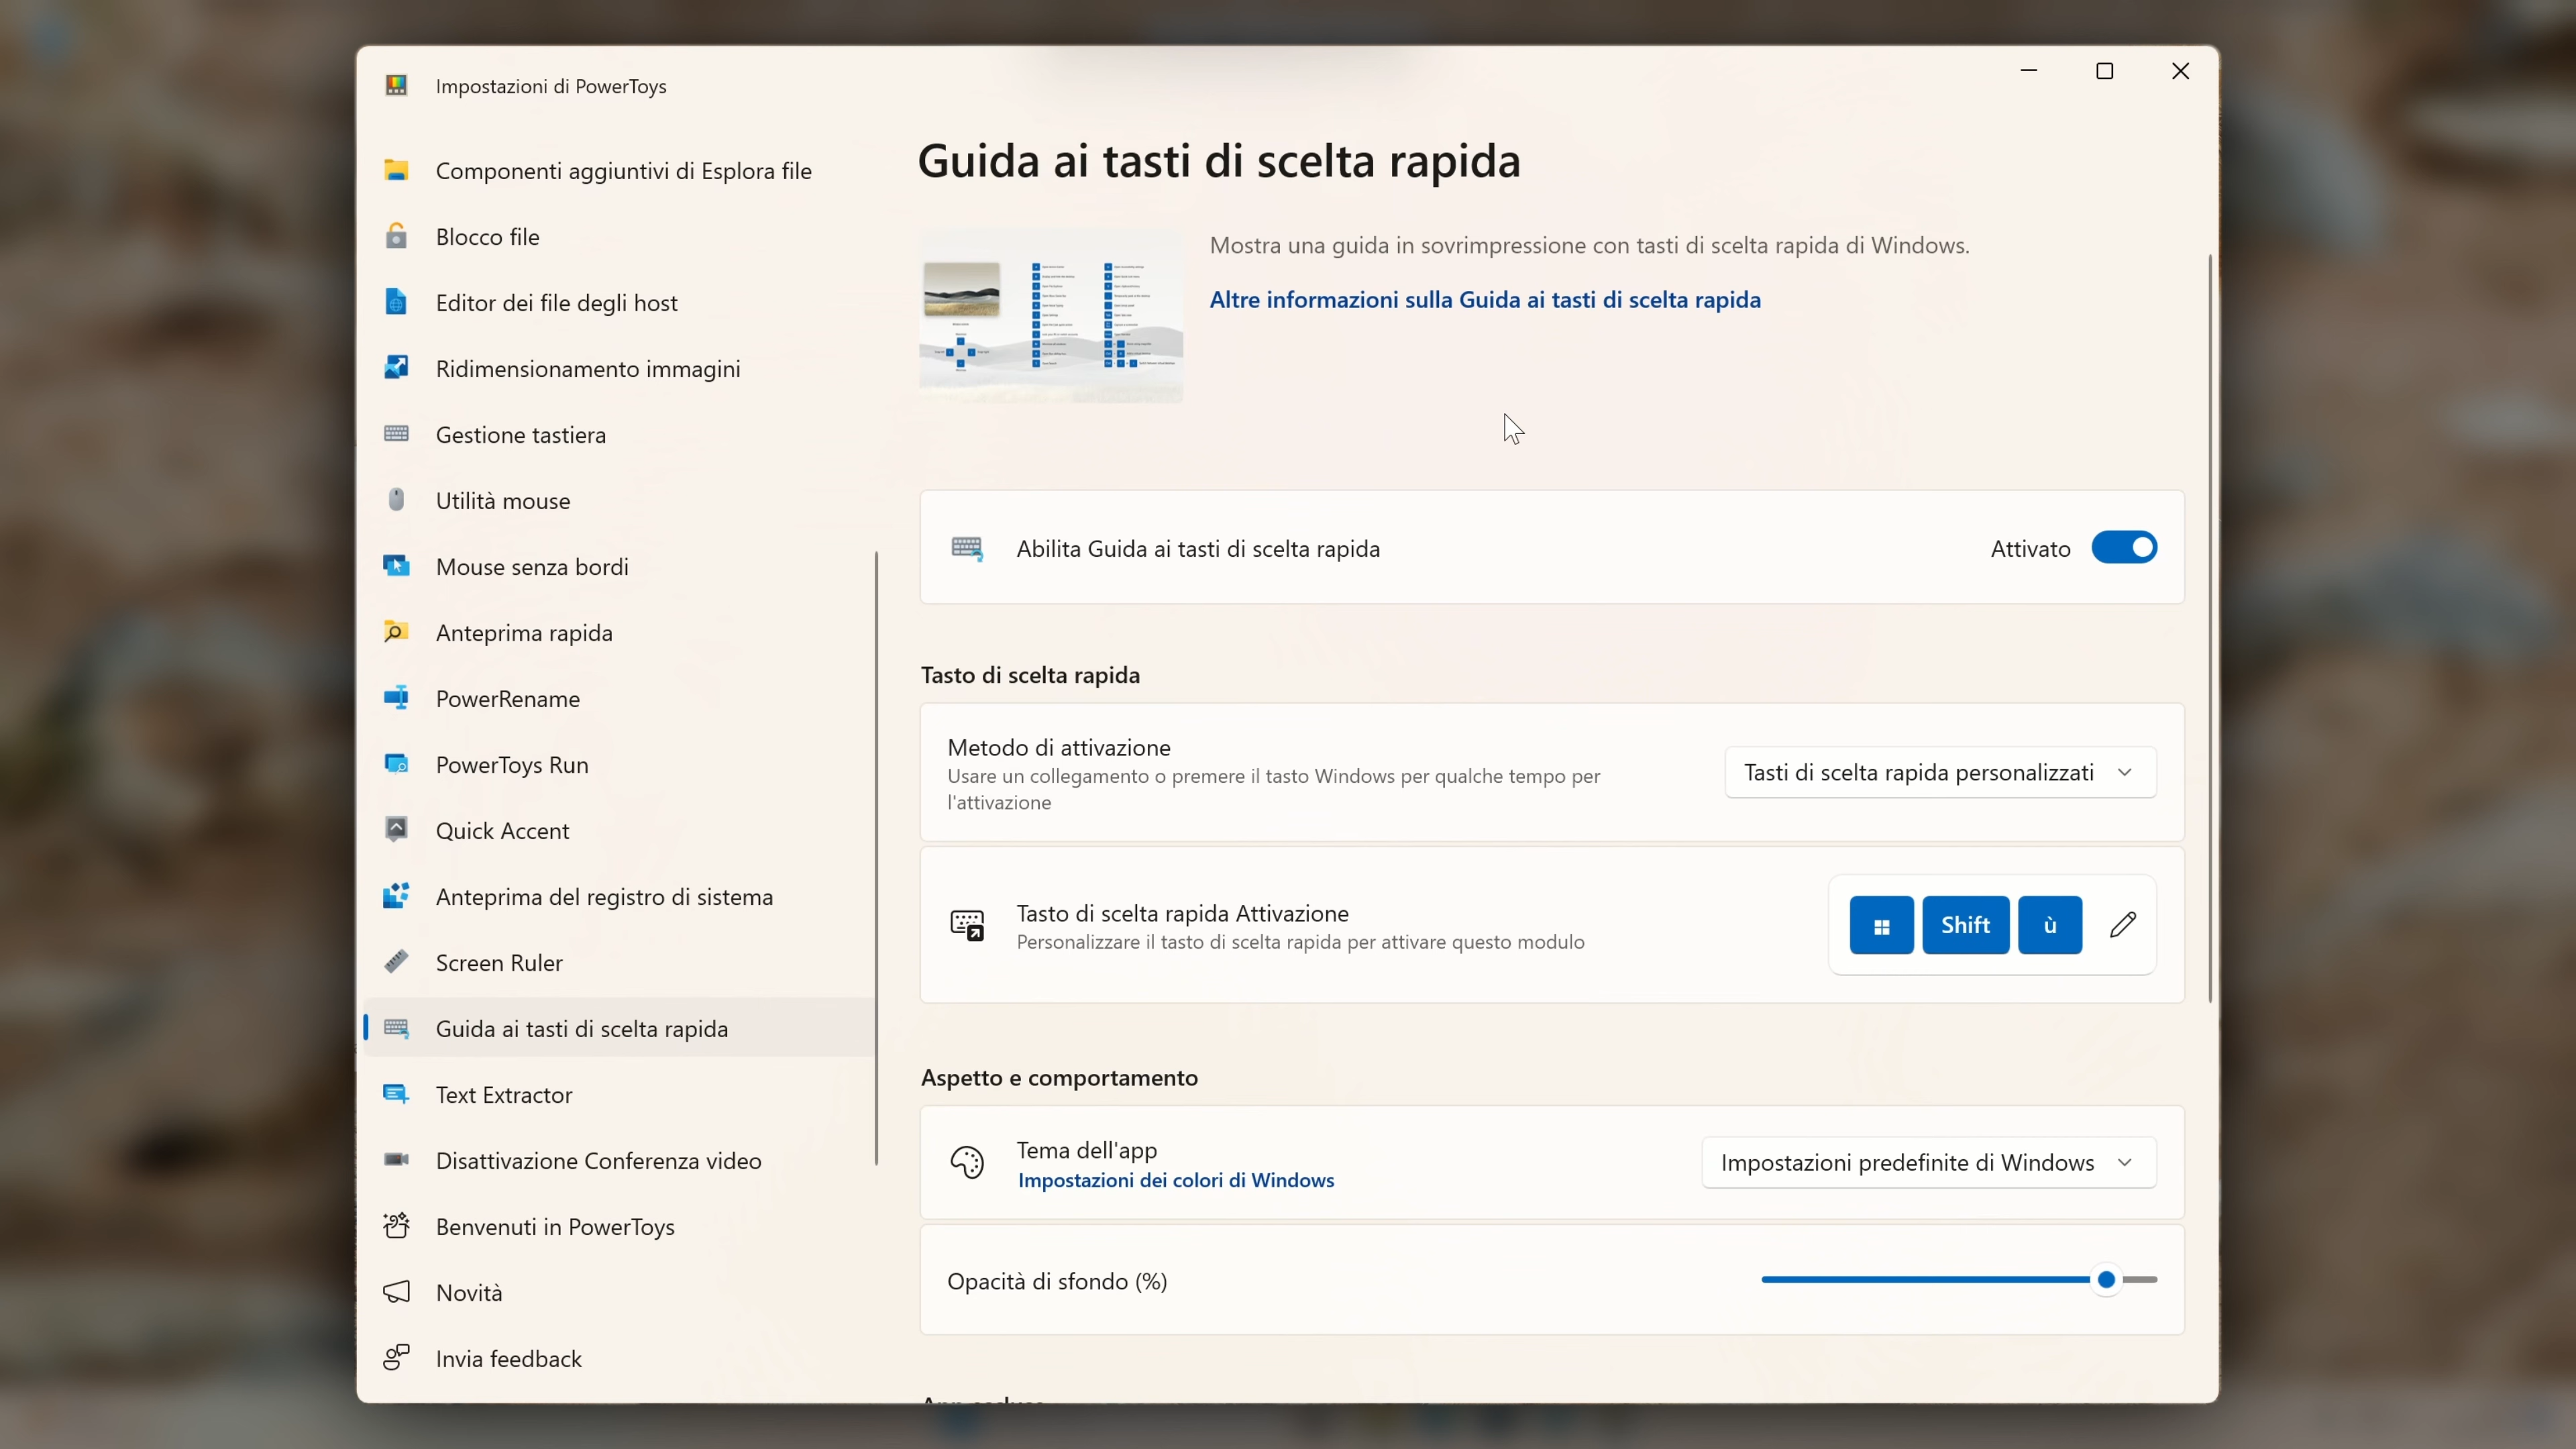 Impostazioni di PowerToys
Componenti aggiuntivi di Esplora file
Blocco file
Editor dei file degli host
Ridimensionamento immagini
Gestione tastiera
Utilità mouse
Mouse senza bordi
Anteprima rapida
PowerRename
PowerToys Run
Quick Accent
Anteprima del registro di sistema
Screen Ruler
Guida ai tasti di scelta rapida
Text Extractor
Disattivazione Conferenza video
Benvenuti in PowerToys
Novità
Invia feedback
Guida ai tasti di scelta rapida
Mostra una guida in sovrimpressione con tasti di scelta rapida di Windows.
Altre informazioni sulla Guida ai tasti di scelta rapida
Abilita Guida ai tasti di scelta rapida
Attivato
Tasto di scelta rapida
Metodo di attivazione
Usare un collegamento o premere il tasto Windows per qualche tempo per
l'attivazione
Tasti di scelta rapida personalizzati
Tasto di scelta rapida Attivazione
Personalizzare il tasto di scelta rapida per attivare questo modulo
Shift
ù
Aspetto e comportamento
Tema dell'app
Impostazioni dei colori di Windows
Impostazioni predefinite di Windows
Opacità di sfondo (%)